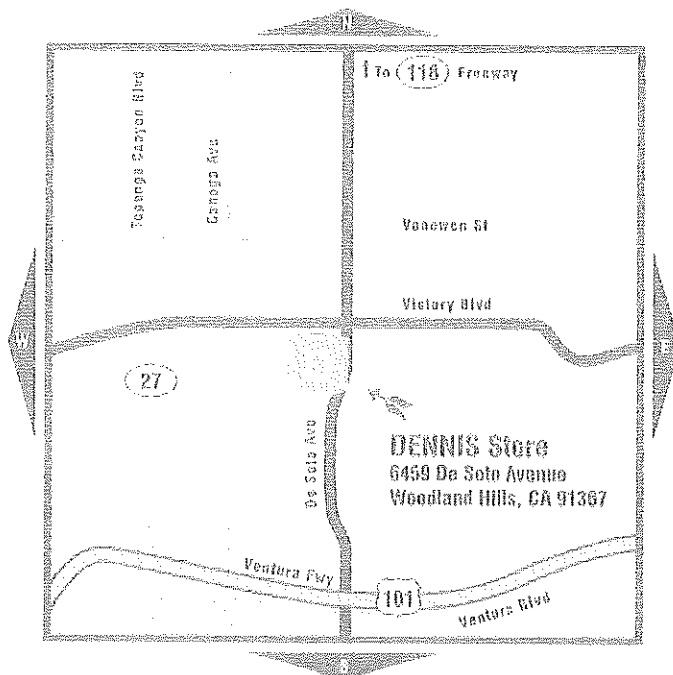 N
↑ To 118 Freeway
Topanga Canyon Blvd
Canoga Ave
Vanowen St
Victory Blvd
W
E
27
De Soto Ave
DENNIS Store
6459 De Soto Avenue
Woodland Hills, CA 91367
Ventura Fwy
101
Ventura Blvd
S